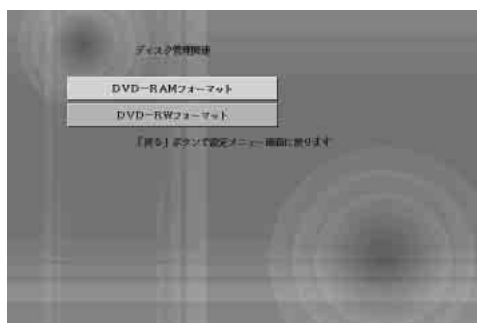 ディスク管理関連
DVD-RAMフォーマット
DVD-RWフォーマット
「戻る」ボタンで設定メニュー画面に戻ります